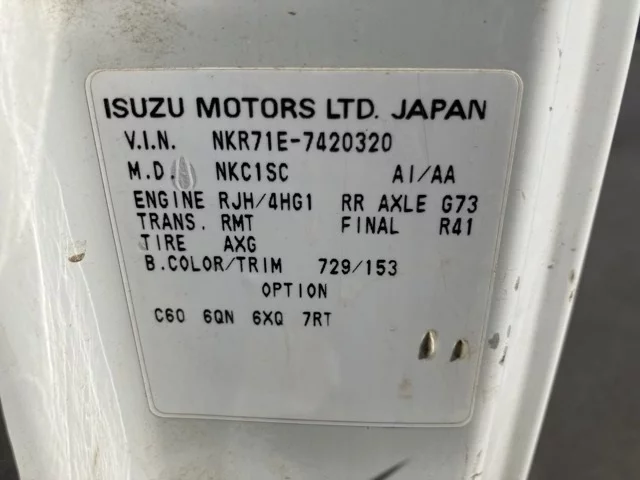 ISUZU MOTORS LTD. JAPAN
V.I.N. NKR71E-7420320
M.D. NKC1SC AI/AA
ENGINE RJH/4HG1 RR AXLE G73
TRANS. RMT FINAL R41
TIRE AXG
B.COLOR/TRIM 729/153
OPTION
C60 6QN 6XQ 7RT